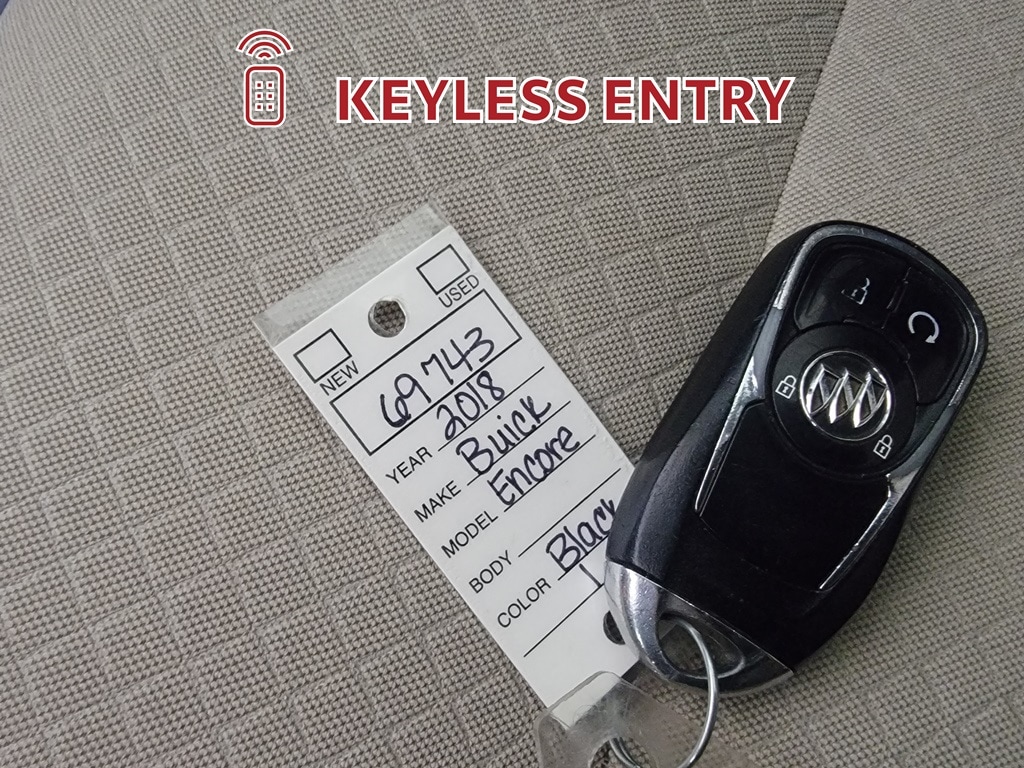 KEYLESS ENTRY
USED
NEW
69743
YEAR 2018
MAKE Buick
MODEL Encore
BODY
COLOR Black